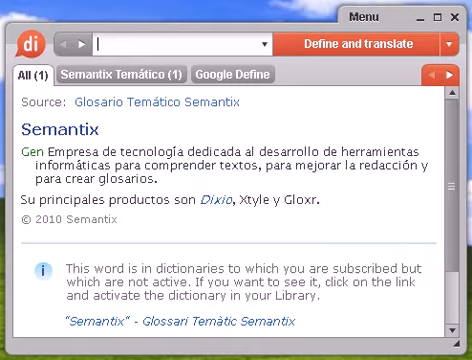 Menu
di
Define and translate
All (1) Semantix Temático (1) Google Define
Source: Glosario Temático Semantix
Semantix
Gen Empresa de tecnología dedicada al desarrollo de herramientas
informáticas para comprender textos, para mejorar la redacción y
para crear glosarios.
Su principales productos son Dixio, Xtyle y Gloxr.
© 2010 Semantix
i
This word is in dictionaries to which you are subscribed but
which are not active. If you want to see it, click on the link
and activate the dictionary in your Library.
"Semantix" - Glossari Temàtic Semantix